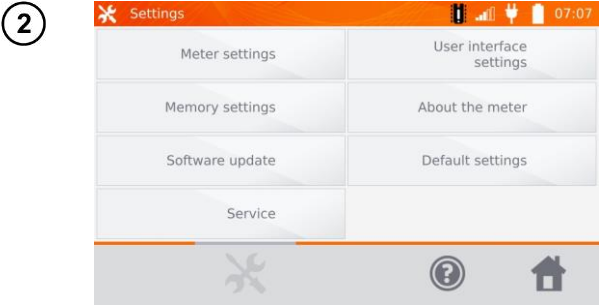 2
Settings
07:07
Meter settings
User interface
settings
Memory settings
About the meter
Software update
Default settings
Service
?